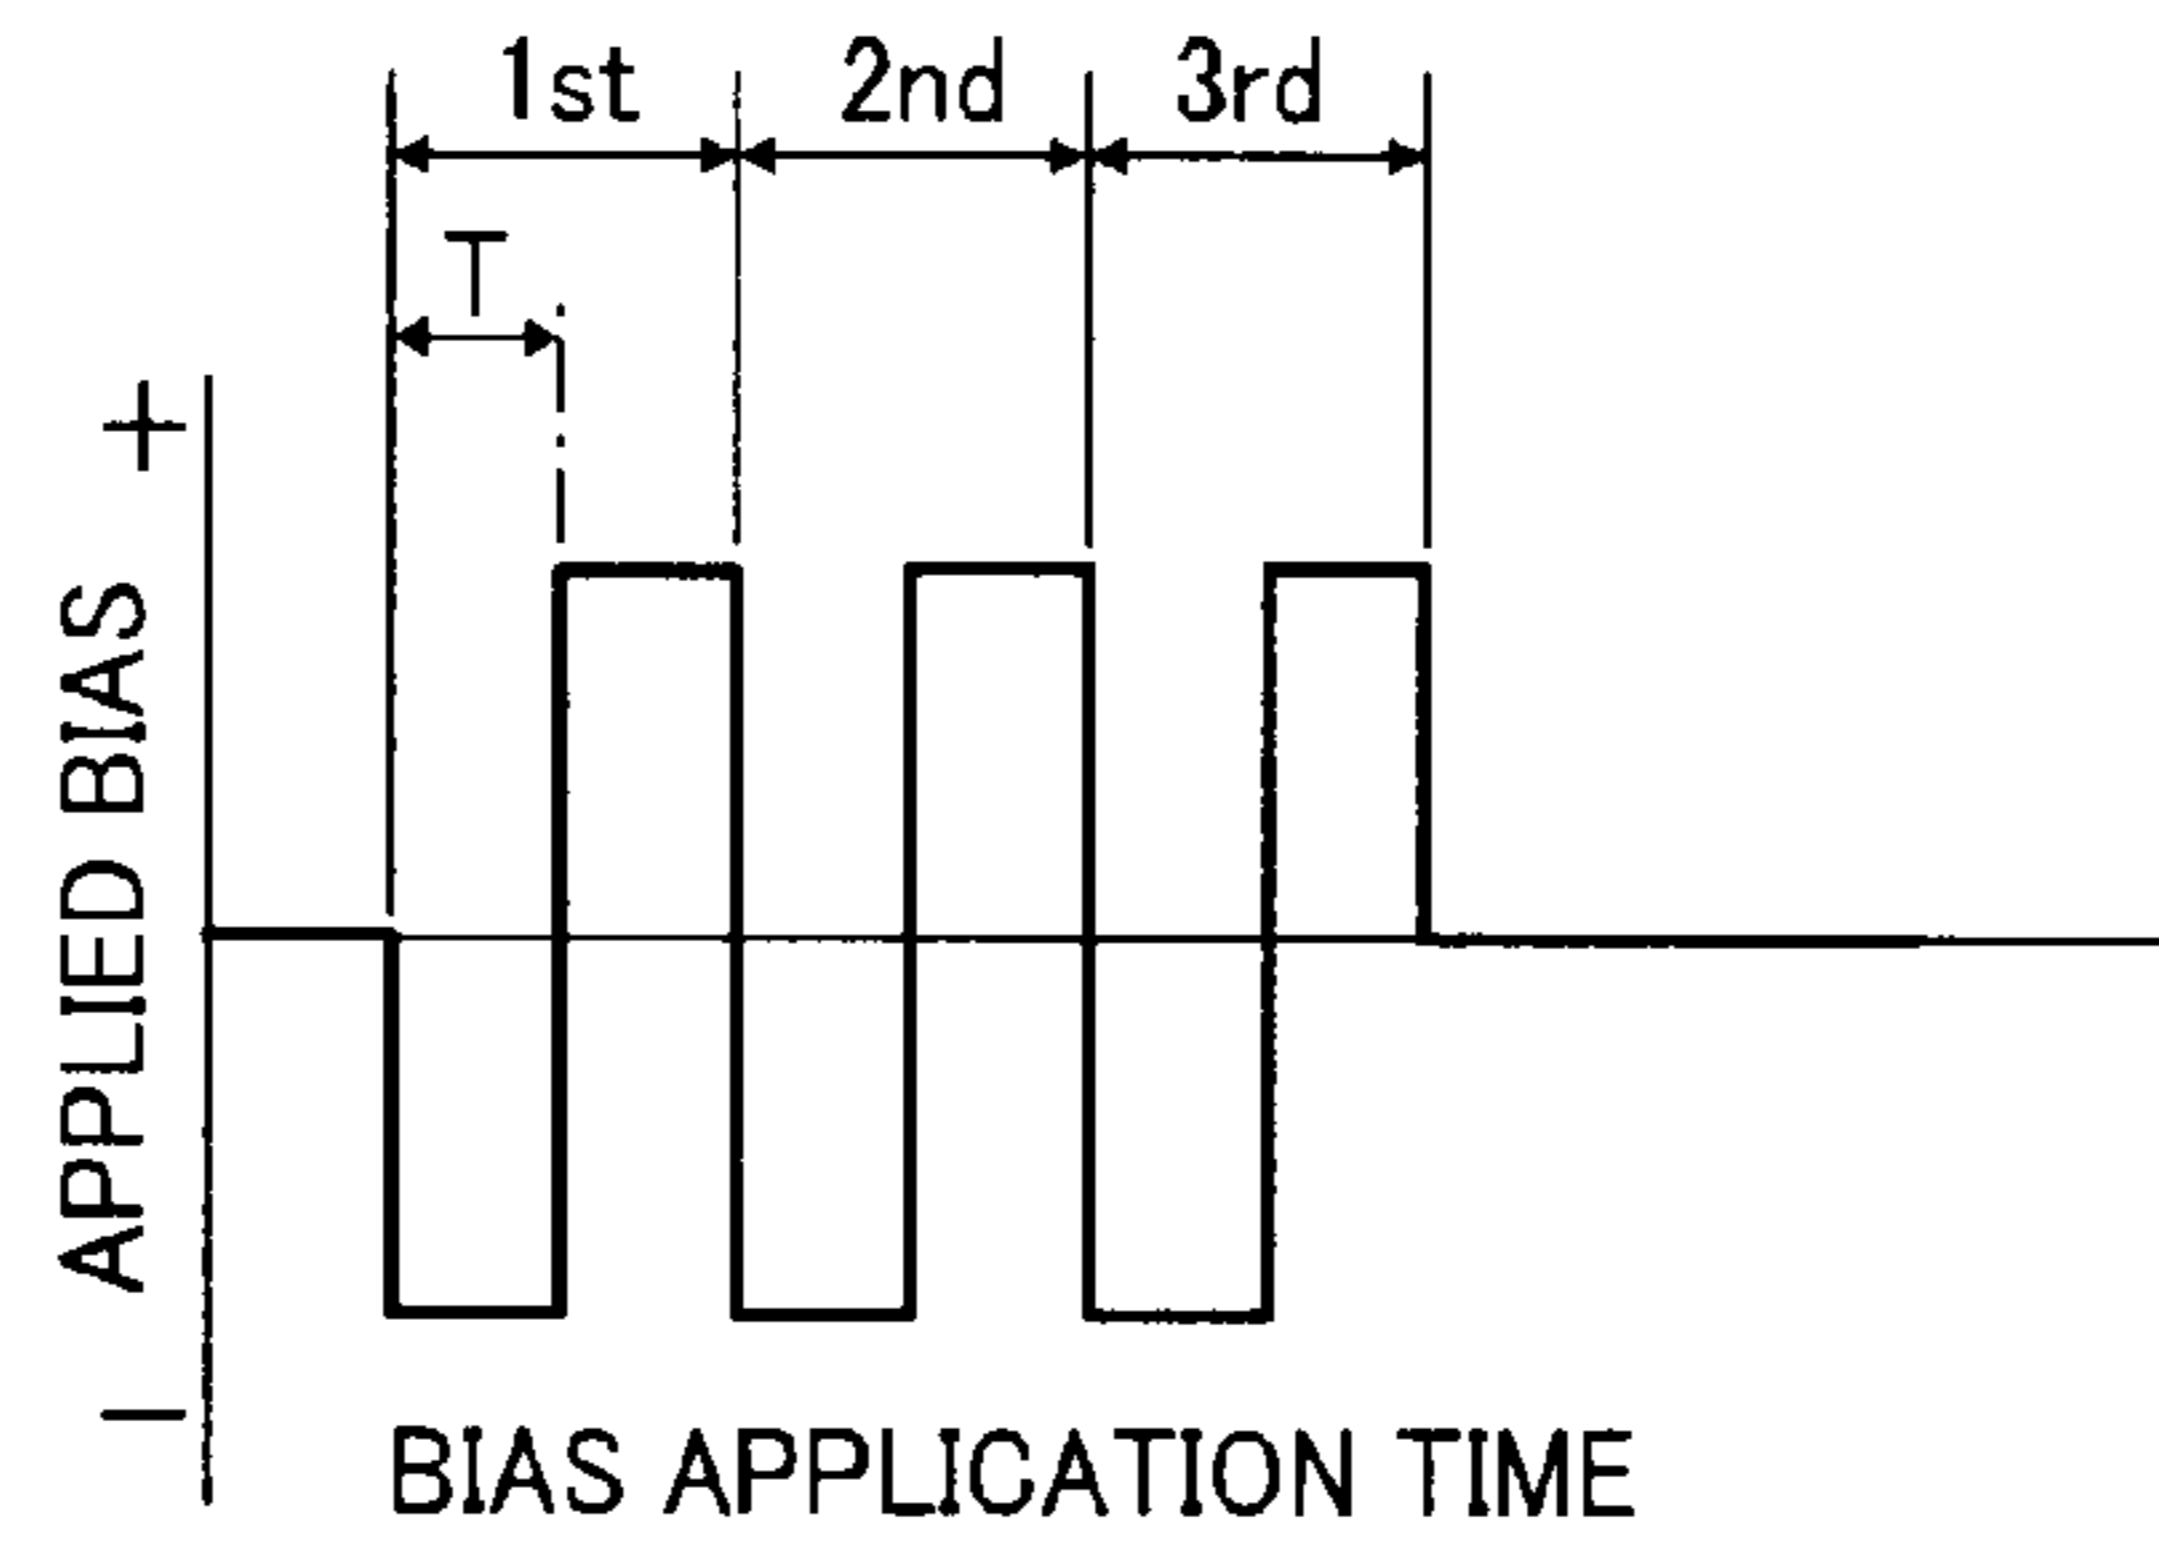 1st 2nd 3rd
T
+
APPLIED BIAS
−
BIAS APPLICATION TIME